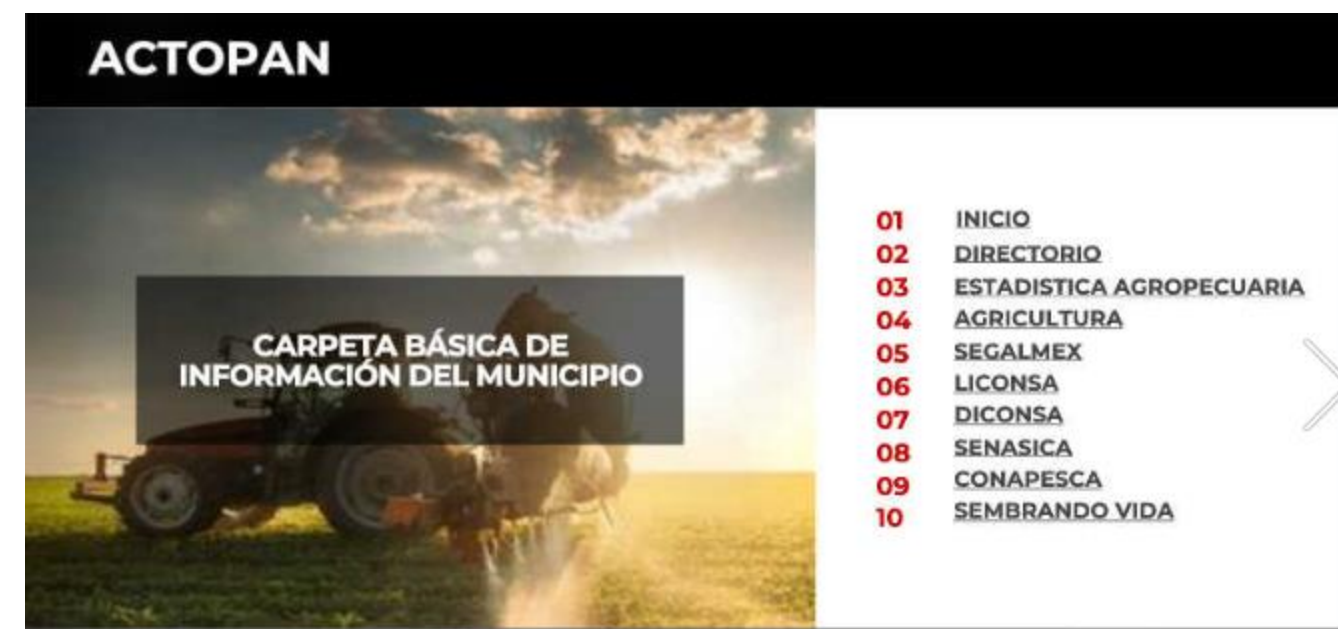 ACTOPAN
CARPETA BÁSICA DE
INFORMACIÓN DEL MUNICIPIO
01 INICIO
02 DIRECTORIO
03 ESTADISTICA AGROPECUARIA
04 AGRICULTURA
05 SEGALMEX
06 LICONSA
07 DICONSA
08 SENASICA
09 CONAPESCA
10 SEMBRANDO VIDA